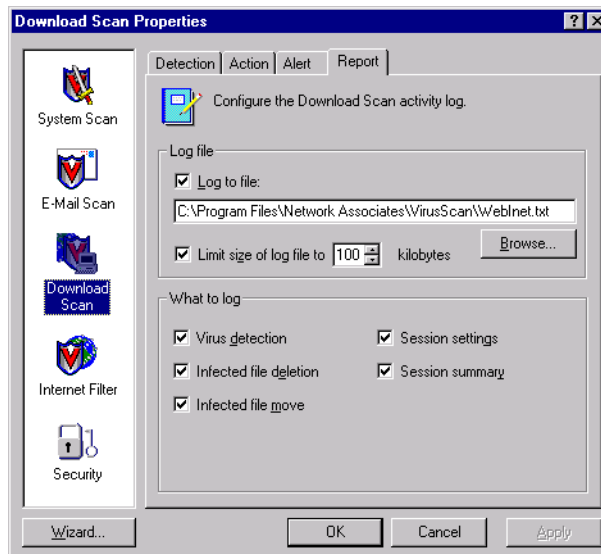 Download Scan Properties
System Scan
E-Mail Scan
Download
Scan
Internet Filter
Security
Wizard...
Detection
Action
Alert
Report
Configure the Download Scan activity log.
Log file
Log to file:
C:\Program Files\Network Associates\VirusScan\WebInet.txt
Limit size of log file to 100 kilobytes
Browse...
What to log
Virus detection
Session settings
Infected file deletion
Session summary
Infected file move
OK
Cancel
Apply